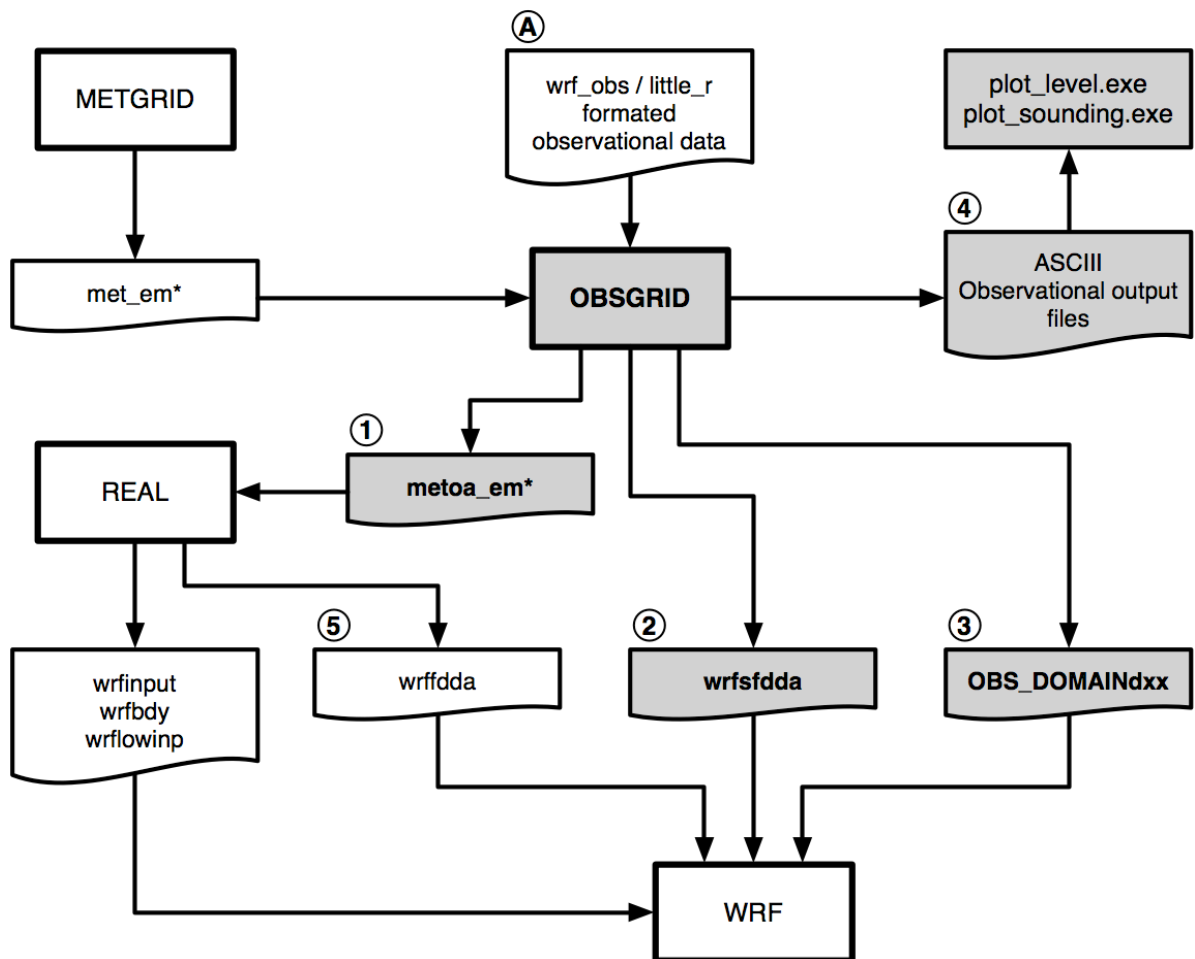 A
METGRID
wrf_obs / little_r
formated
observational data
plot_level.exe
plot_sounding.exe
4
met_em*
OBSGRID
ASCIII
Observational output
files
1
REAL
metoa_em*
5
2
3
wrfinput
wrfbdy
wrflowinp
wrffdda
wrfsfdda
OBS_DOMAINdxx
WRF